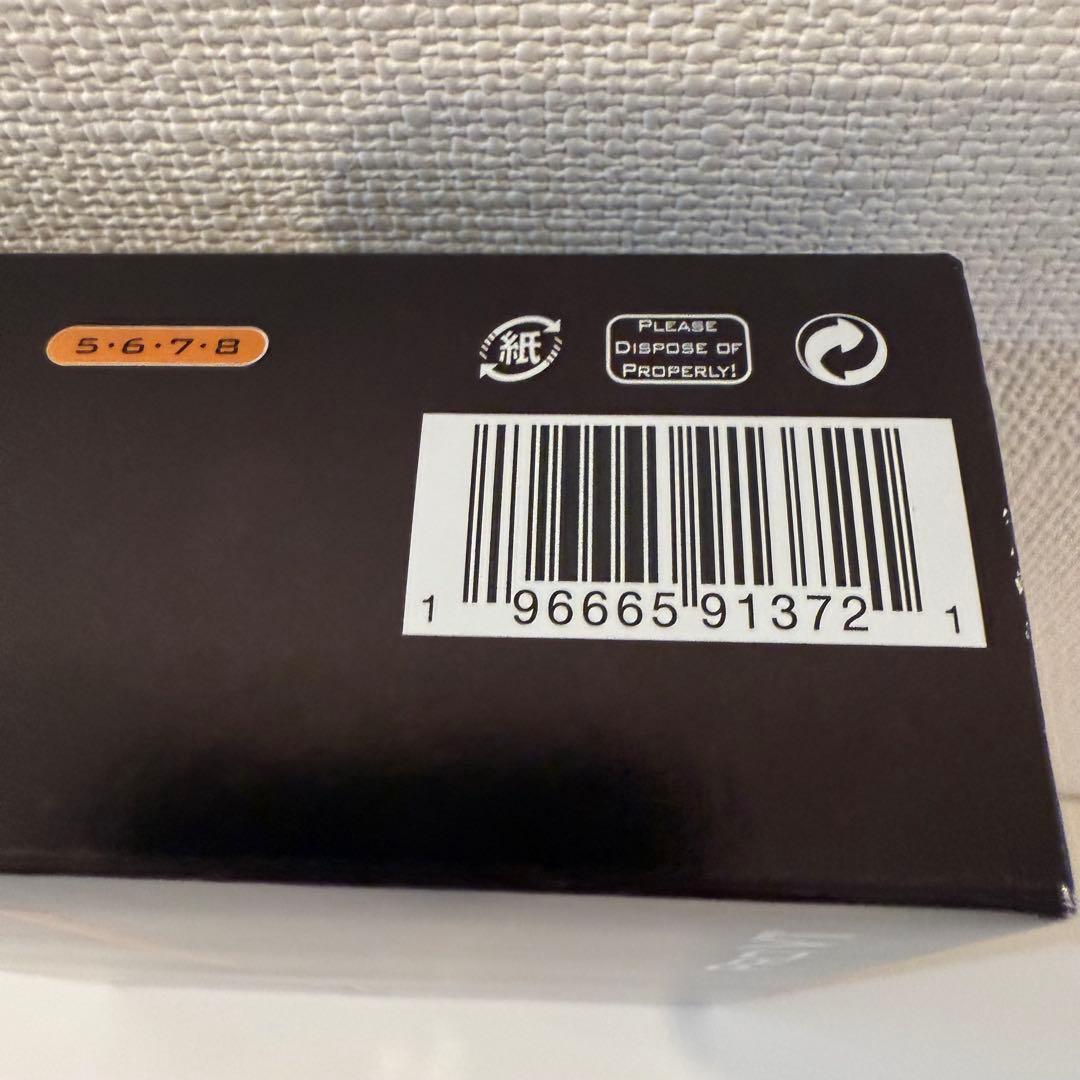 5·6·7·8
紙
PLEASE
DISPOSE OF
PROPERLY!
1 96665 91372 1